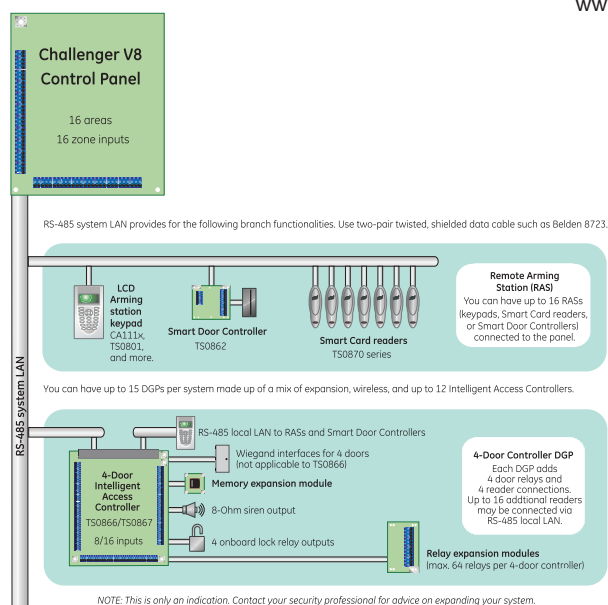 WW
Challenger V8
Control Panel
16 areas
16 zone inputs
RS-485 system LAN provides for the following branch functionalities. Use two-pair twisted, shielded data cable such as Belden 8723.
LCD
Arming
station
keypad
CA111x,
TS0801,
and more.
Smart Door Controller
TS0862
Smart Card readers
TS0870 series
Remote Arming
Station (RAS)
You can have up to 16 RASs
(keypads, Smart Card readers,
or Smart Door Controllers)
connected to the panel.
RS-485 system LAN
You can have up to 15 DGPs per system made up of a mix of expansion, wireless, and up to 12 Intelligent Access Controllers.
RS-485 local LAN to RASs and Smart Door Controllers
Wiegand interfaces for 4 doors
(not applicable to TS0866)
4-Door
Intelligent
Access
Controller
TS0866/TS0867
8/16 inputs
Memory expansion module
8-Ohm siren output
4 onboard lock relay outputs
4-Door Controller DGP
Each DGP adds
4 door relays and
4 reader connections.
Up to 16 addtional readers
may be connected via
RS-485 local LAN.
Relay expansion modules
(max. 64 relays per 4-door controller)
NOTE: This is only an indication. Contact your security professional for advice on expanding your system.